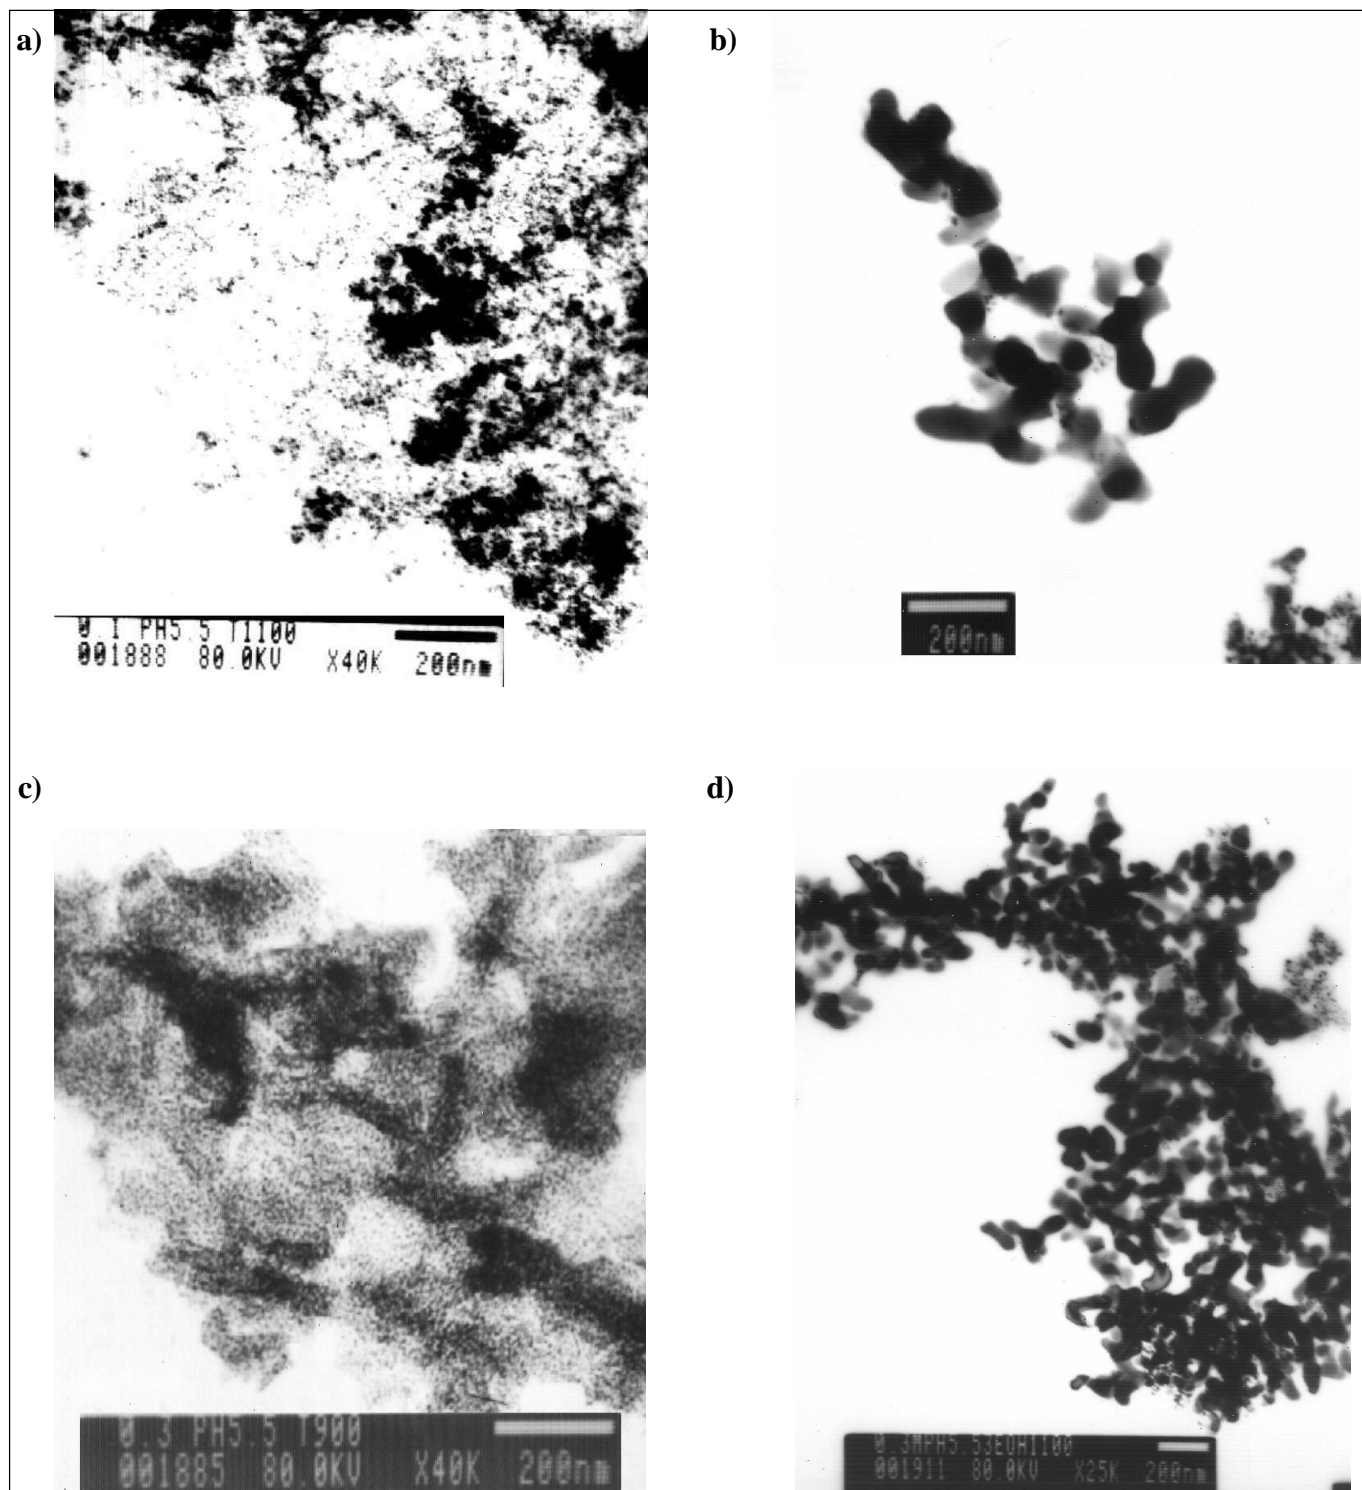 a)
b)
0.1 PH5.5 T1100
001888 80.0KV X40K 200nm
200nm
c)
d)
0.3 PH5.5 T900
001885 80.0KV X40K 200nm
0.3MPH5.53EOH1100
001911 80.0KV X25K 200nm